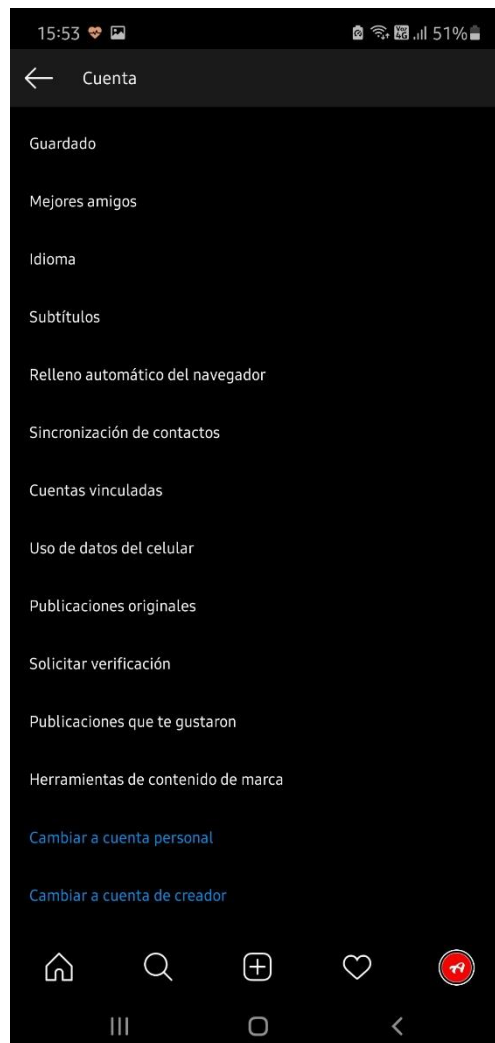 15:53 51%
Cuenta
Guardado
Mejores amigos
Idioma
Subtítulos
Relleno automático del navegador
Sincronización de contactos
Cuentas vinculadas
Uso de datos del celular
Publicaciones originales
Solicitar verificación
Publicaciones que te gustaron
Herramientas de contenido de marca
Cambiar a cuenta personal
Cambiar a cuenta de creador